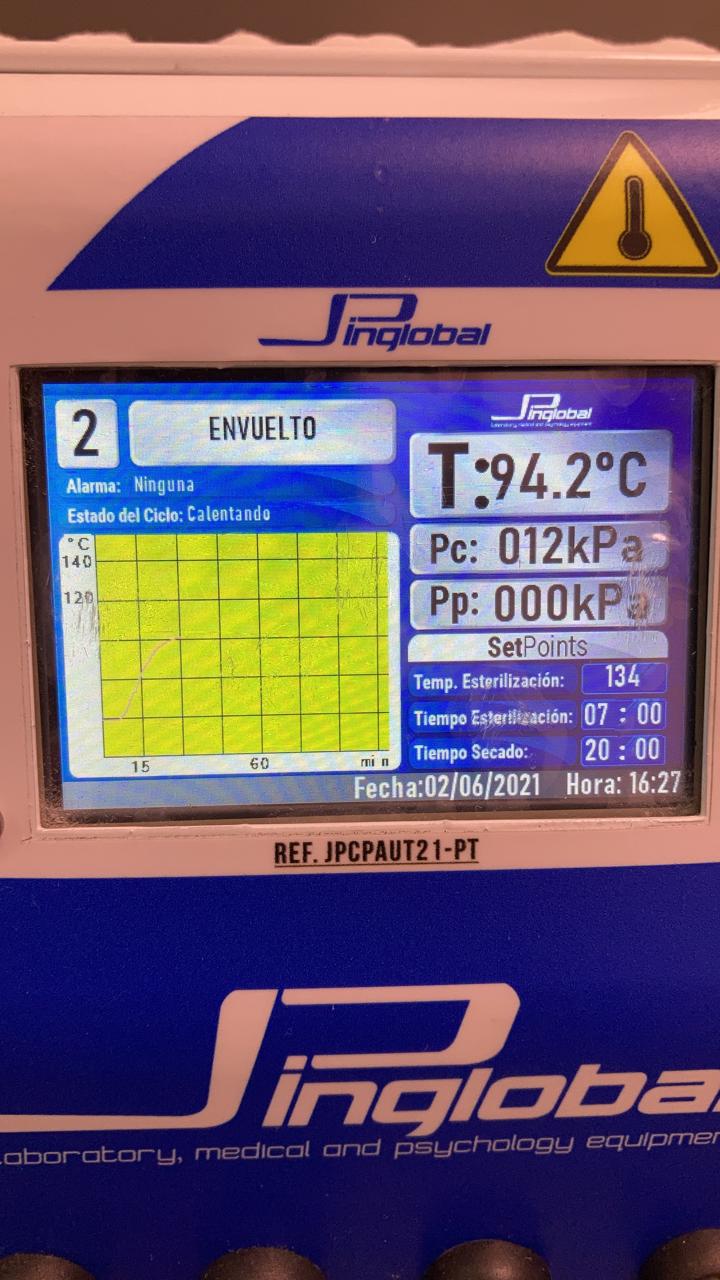 JPinglobal
2
ENVUELTO
JPinglobal
Laboratory, medical and psychology equipment
Alarma: Ninguna
T:94.2°C
Estado del Ciclo: Calentando
Pc: 012kPa
Pp: 000kPa
°C
140
120
15
60
min
SetPoints
Temp. Esterilización: 134
Tiempo Esterilización: 07 : 00
Tiempo Secado: 20 : 00
Fecha:02/06/2021 Hora: 16:27
REF. JPCPAUT21-PT
JPinglobal
Laboratory, medical and psychology equipmen